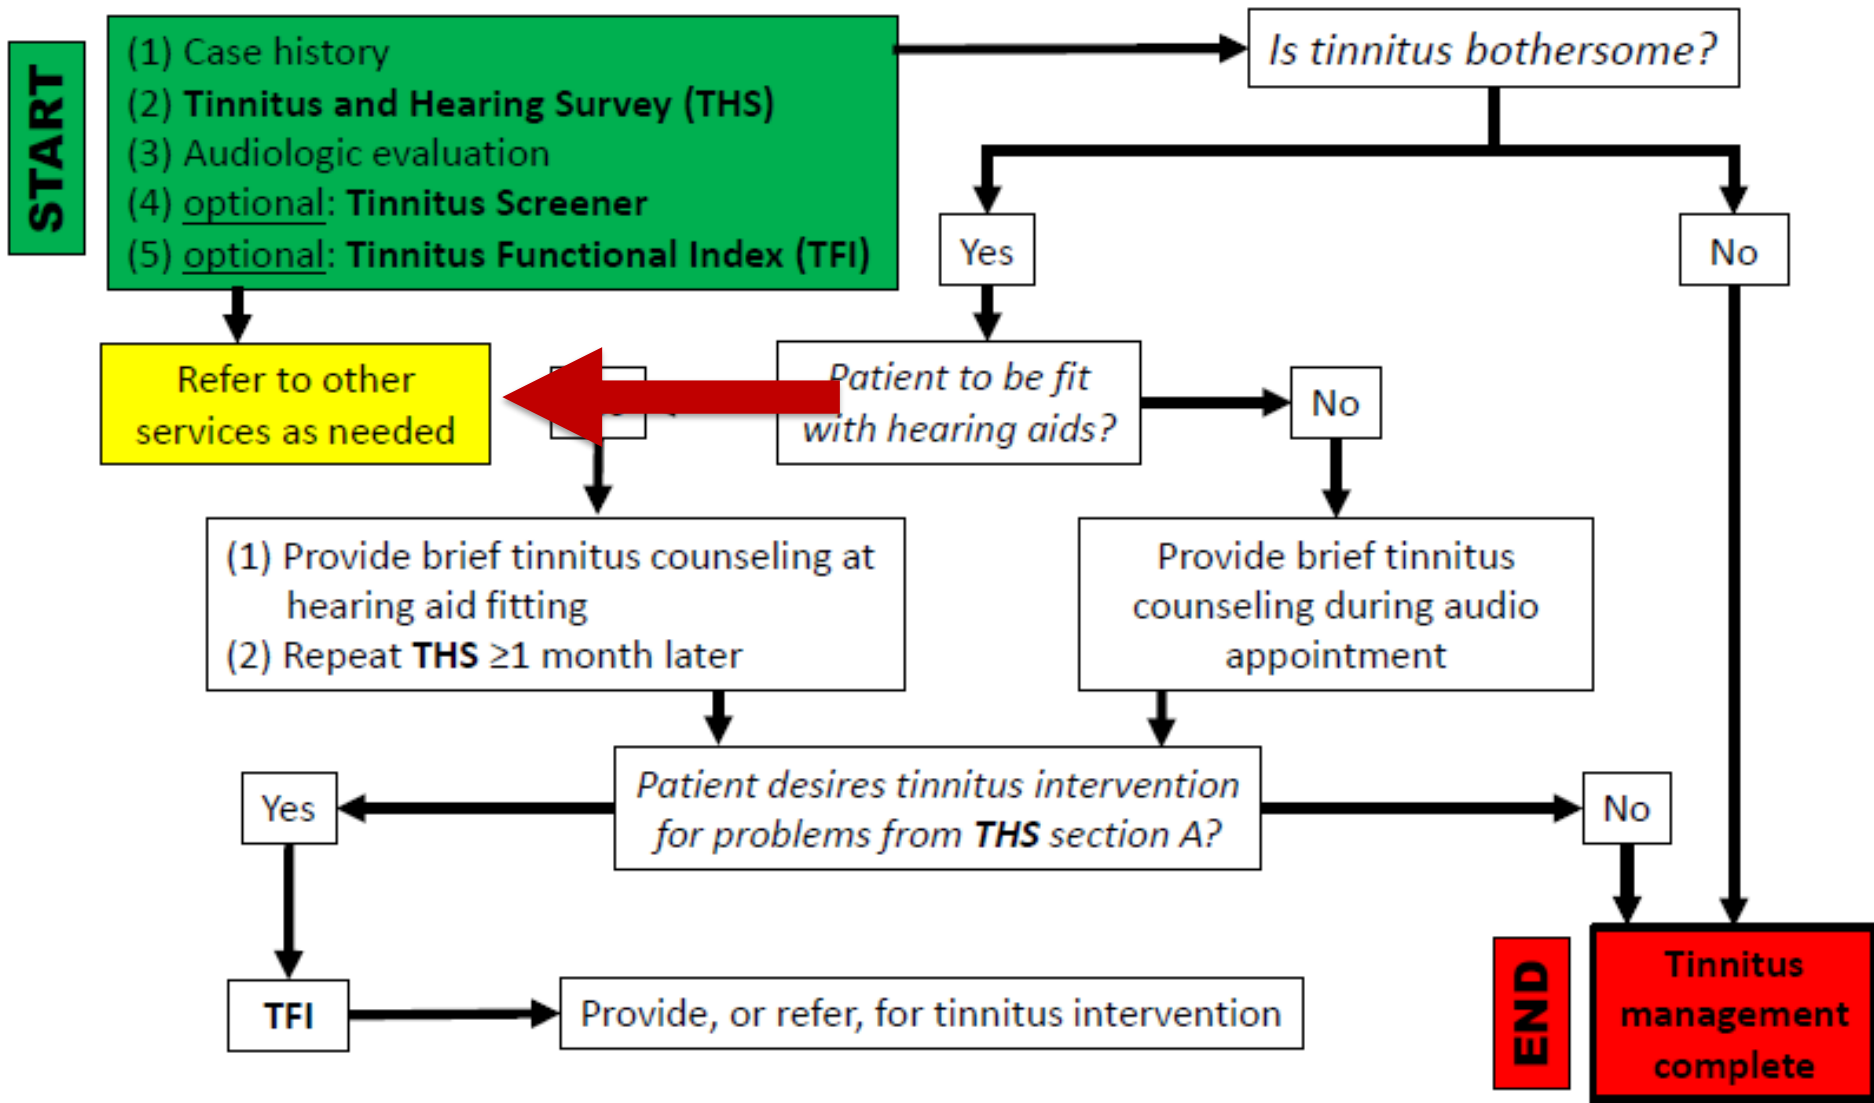 START
(1) Case history
(2) Tinnitus and Hearing Survey (THS)
(3) Audiologic evaluation
(4) optional: Tinnitus Screener
(5) optional: Tinnitus Functional Index (TFI)
Is tinnitus bothersome?
Yes
No
Refer to other
services as needed
Patient to be fit
with hearing aids?
No
(1) Provide brief tinnitus counseling at
hearing aid fitting
(2) Repeat THS ≥1 month later
Provide brief tinnitus
counseling during audio
appointment
Yes
Patient desires tinnitus intervention
for problems from THS section A?
No
TFI
Provide, or refer, for tinnitus intervention
END
Tinnitus
management
complete